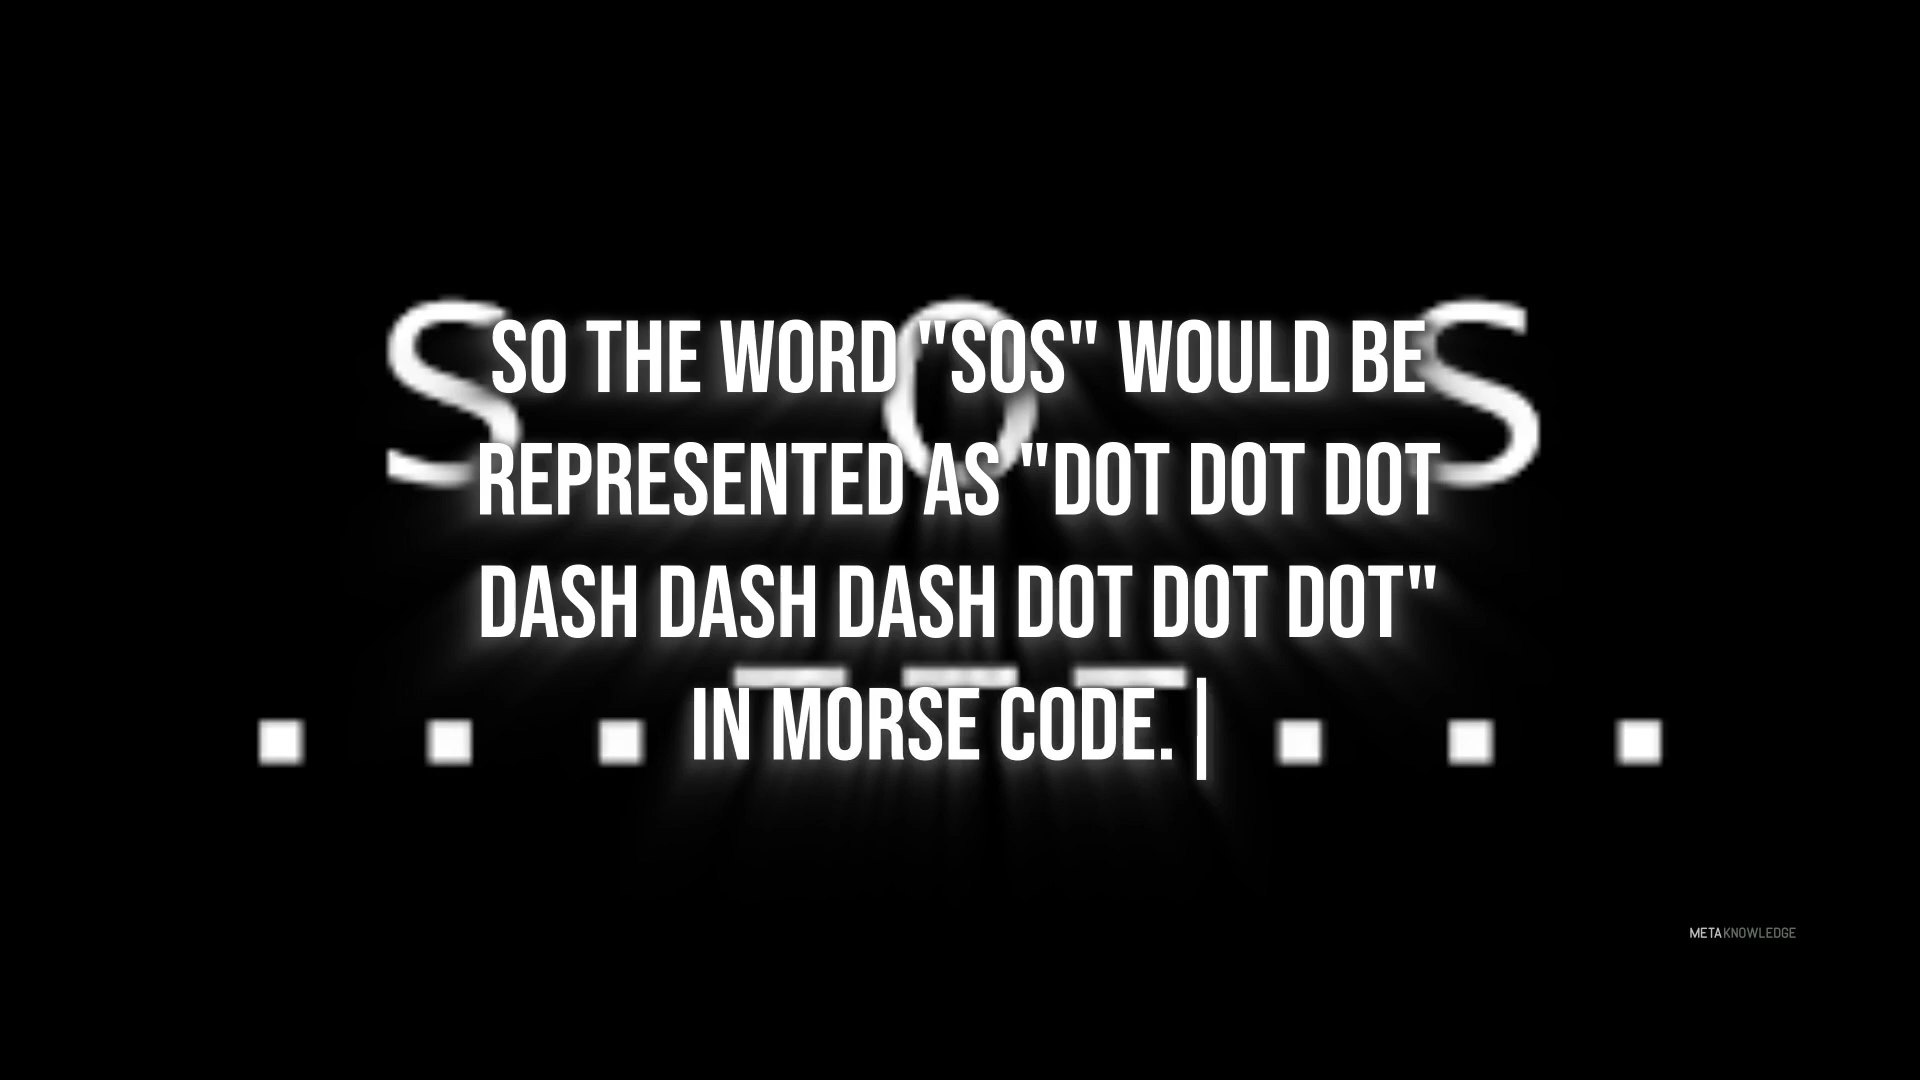 S O S
SO THE WORD "SOS" WOULD BE
REPRESENTED AS "DOT DOT DOT
DASH DASH DASH DOT DOT DOT"
IN MORSE CODE. |
. . . _ _ _ . . .
METAKNOWLEDGE